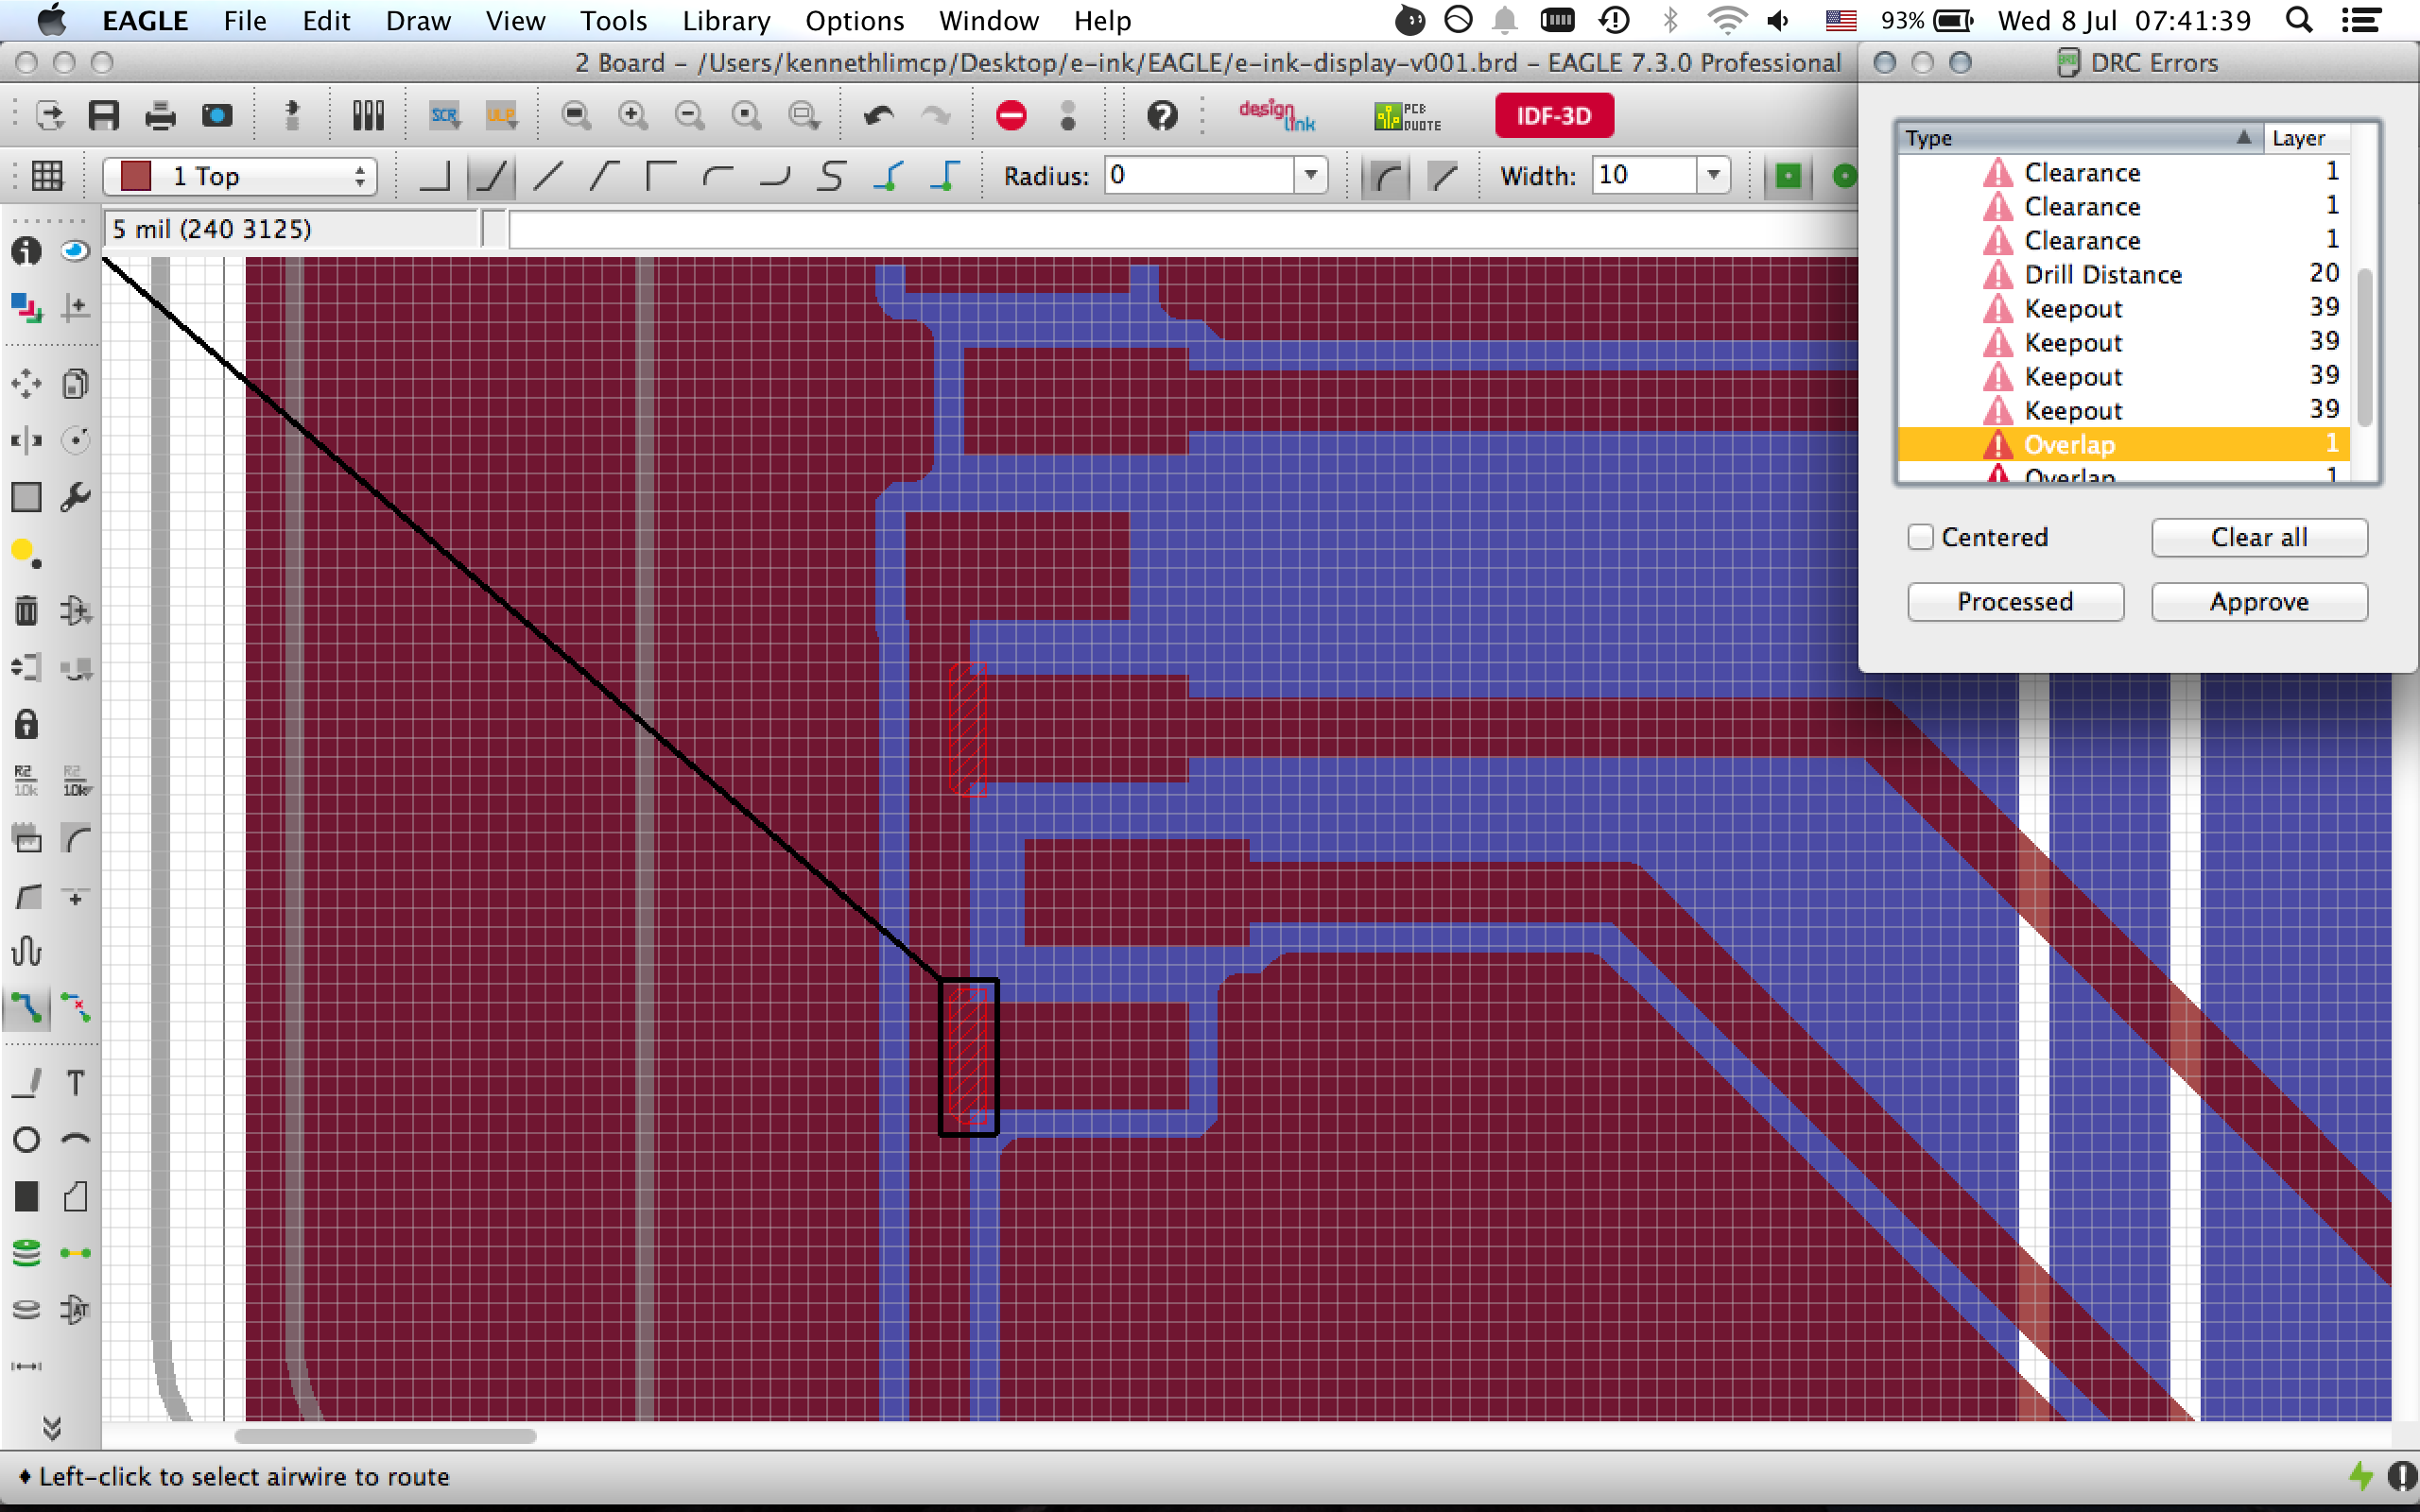 EAGLE File Edit Draw View Tools Library Options Window Help 93% Wed 8 Jul 07:41:39
2 Board - /Users/kennethlimcp/Desktop/e-ink/EAGLE/e-ink-display-v001.brd - EAGLE 7.3.0 Professional
DRC Errors
SCR ULP design link PCB QUOTE IDF-3D
1 Top Radius: 0 Width: 10
5 mil (240 3125)
Type Layer
Clearance 1
Clearance 1
Clearance 1
Drill Distance 20
Keepout 39
Keepout 39
Keepout 39
Keepout 39
Overlap 1
Overlap 1
Centered Clear all
Processed Approve
R2 R2
10k 10k
T
AT
Left-click to select airwire to route